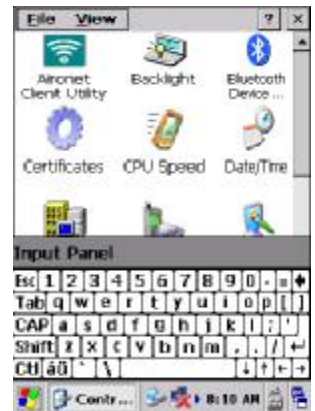 File View ? ×
Aironet Client Utility
Backlight
Bluetooth Device ...
Certificates
CPU Speed
Date/Time
Input Panel
Esc 1 2 3 4 5 6 7 8 9 0 - =
Tab q w e r t y u i o p [ ]
CAP a s d f g h j k l ; '
Shift z x c v b n m , . /
Ctl áü ` \
Contr... 8:10 AM